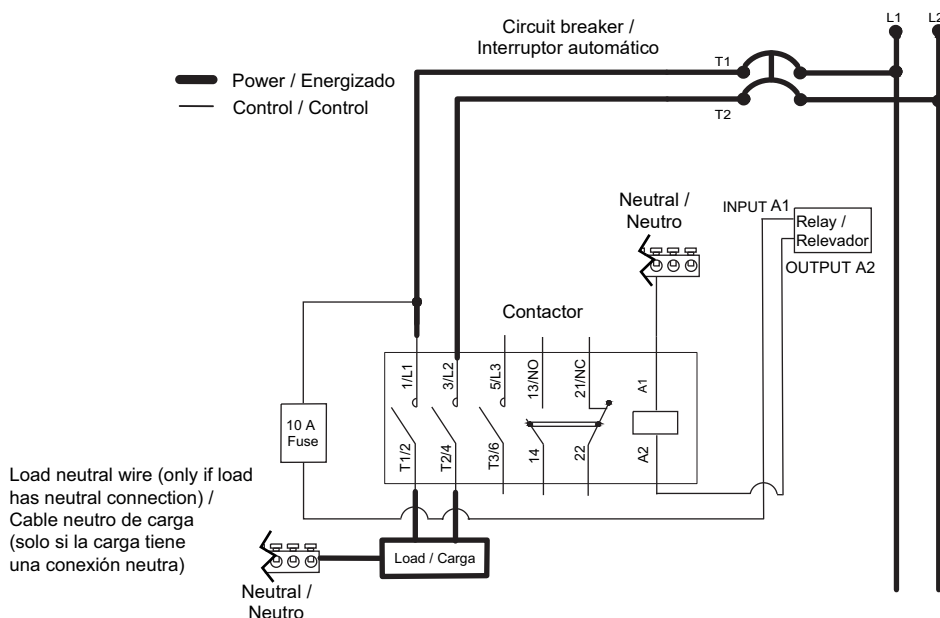 L1
L2
Circuit breaker /
Interruptor automático
T1
T2
Power / Energizado
Control / Control
Neutral /
Neutro
INPUT A1
Relay /
Relevador
OUTPUT A2
Contactor
1/L1
3/L2
5/L3
13/NO
21/NC
A1
10 A
Fuse
T1/2
T2/4
T3/6
14
22
A2
Load neutral wire (only if load
has neutral connection) /
Cable neutro de carga
(solo si la carga tiene
una conexión neutra)
Load / Carga
Neutral /
Neutro